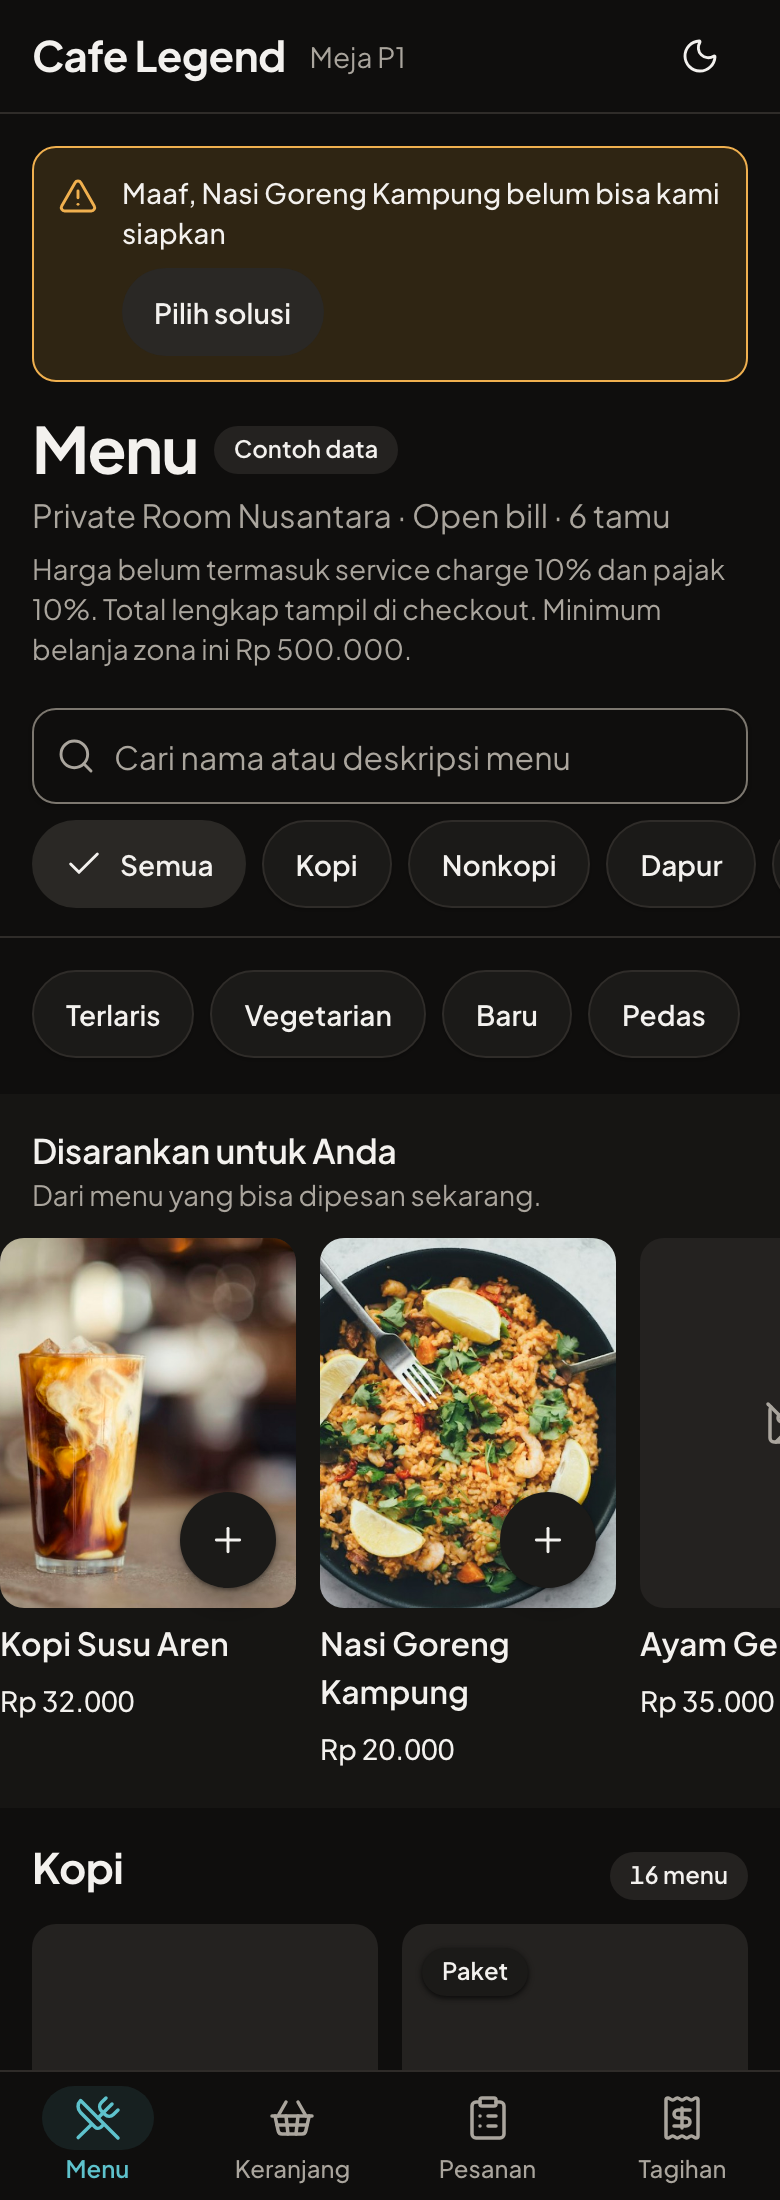 Cafe Legend Meja P1
Maaf, Nasi Goreng Kampung belum bisa kami
siapkan
Pilih solusi
Menu Contoh data
Private Room Nusantara · Open bill · 6 tamu
Harga belum termasuk service charge 10% dan pajak
10%. Total lengkap tampil di checkout. Minimum
belanja zona ini Rp 500.000.
Cari nama atau deskripsi menu
Semua Kopi Nonkopi Dapur
Terlaris Vegetarian Baru Pedas
Disarankan untuk Anda
Dari menu yang bisa dipesan sekarang.
Kopi Susu Aren
Rp 32.000
Nasi Goreng
Kampung
Rp 20.000
Ayam Ge
Rp 35.000
Kopi 16 menu
Paket
Menu Keranjang Pesanan Tagihan